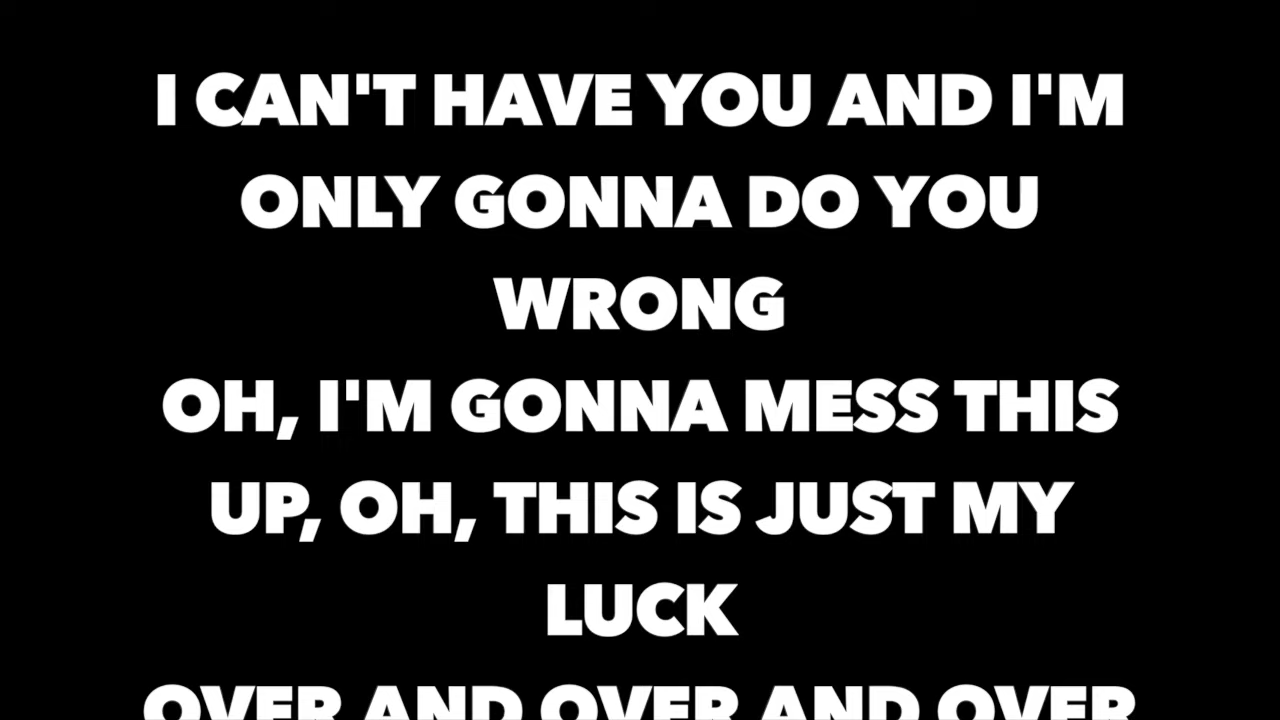 I CAN'T HAVE YOU AND I'M
ONLY GONNA DO YOU
WRONG
OH, I'M GONNA MESS THIS
UP, OH, THIS IS JUST MY
LUCK
OVER AND OVER AND OVER